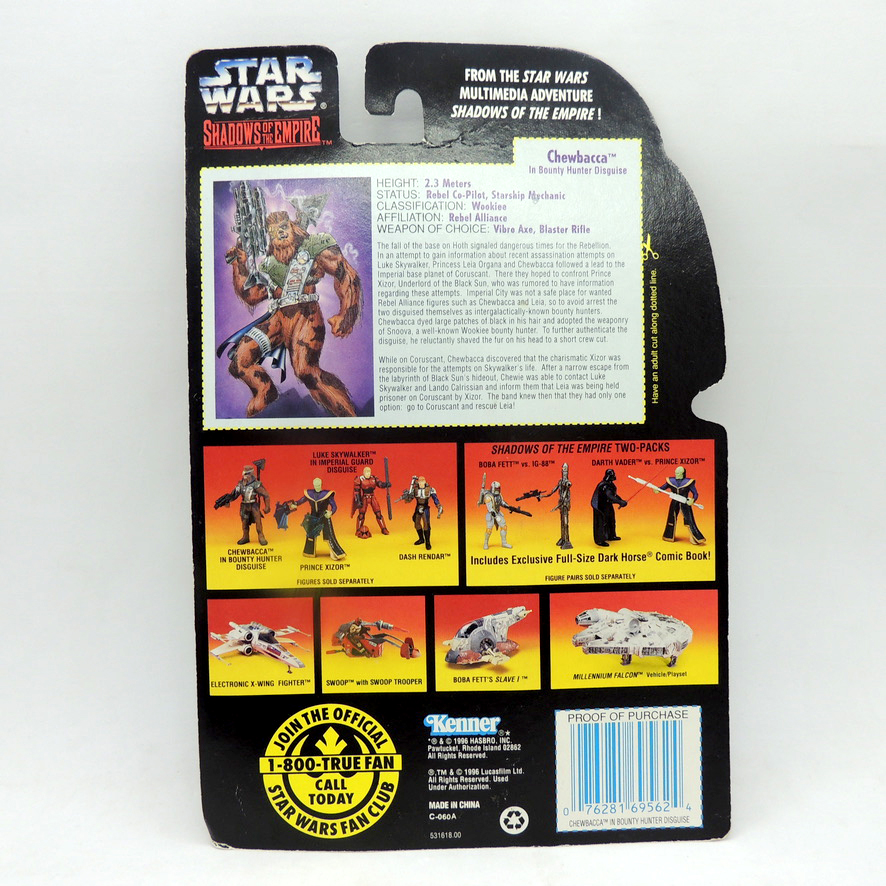 STAR
WARS®
SHADOWS OF THE EMPIRE™
FROM THE STAR WARS
MULTIMEDIA ADVENTURE
SHADOWS OF THE EMPIRE !
Chewbacca™
In Bounty Hunter Disguise
HEIGHT: 2.3 Meters
STATUS: Rebel Co-Pilot, Starship Mechanic
CLASSIFICATION: Wookiee
AFFILIATION: Rebel Alliance
WEAPON OF CHOICE: Vibro Axe, Blaster Rifle
The fall of the base on Hoth signaled dangerous times for the Rebellion.
In an attempt to gain information about recent assassination attempts on
Luke Skywalker, Princess Leia Organa and Chewbacca followed a lead to the
Imperial base planet of Coruscant. There they hoped to confront Prince
Xizor, Underlord of the Black Sun, who was rumored to have information
regarding these attempts. Imperial City was not a safe place for wanted
Rebel Alliance figures such as Chewbacca and Leia, so to avoid arrest the
two disguised themselves as intergalactically-known bounty hunters.
Chewbacca dyed large patches of black in his hair and adopted the weaponry
of Snoova, a well-known Wookiee bounty hunter. To further authenticate the
disguise, he reluctantly shaved the fur on his head to a short crew cut.
While on Coruscant, Chewbacca discovered that the charismatic Xizor was
responsible for the attempts on Skywalker's life. After a narrow escape from
the labyrinth of Black Sun's hideout, Chewie was able to contact Luke
Skywalker and Lando Calrissian and inform them that Leia was being held
prisoner on Coruscant by Xizor. The band knew then that they had only one
option: go to Coruscant and rescue Leia!
Have an adult cut along dotted line.
LUKE SKYWALKER™
IN IMPERIAL GUARD
DISGUISE
CHEWBACCA™
IN BOUNTY HUNTER
DISGUISE
PRINCE XIZOR™
DASH RENDAR™
FIGURES SOLD SEPARATELY
SHADOWS OF THE EMPIRE TWO-PACKS
BOBA FETT™ vs. IG-88™
DARTH VADER™ vs. PRINCE XIZOR™
Includes Exclusive Full-Size Dark Horse® Comic Book!
FIGURE PAIRS SOLD SEPARATELY
ELECTRONIC X-WING FIGHTER™
SWOOP™ with SWOOP TROOPER
BOBA FETT'S SLAVE I™
MILLENNIUM FALCON™ Vehicle/Playset
JOIN THE OFFICIAL
1-800-TRUE FAN
CALL
TODAY
STAR WARS FAN CLUB
Kenner®*
*® & © 1996 HASBRO, INC.
Pawtucket, Rhode Island 02862
All Rights Reserved.
®,TM & © 1996 Lucasfilm Ltd.
All Rights Reserved. Used
Under Authorization.
MADE IN CHINA
C-060A
531618.00
PROOF OF PURCHASE
0 76281 69562 4
CHEWBACCA™ IN BOUNTY HUNTER DISGUISE